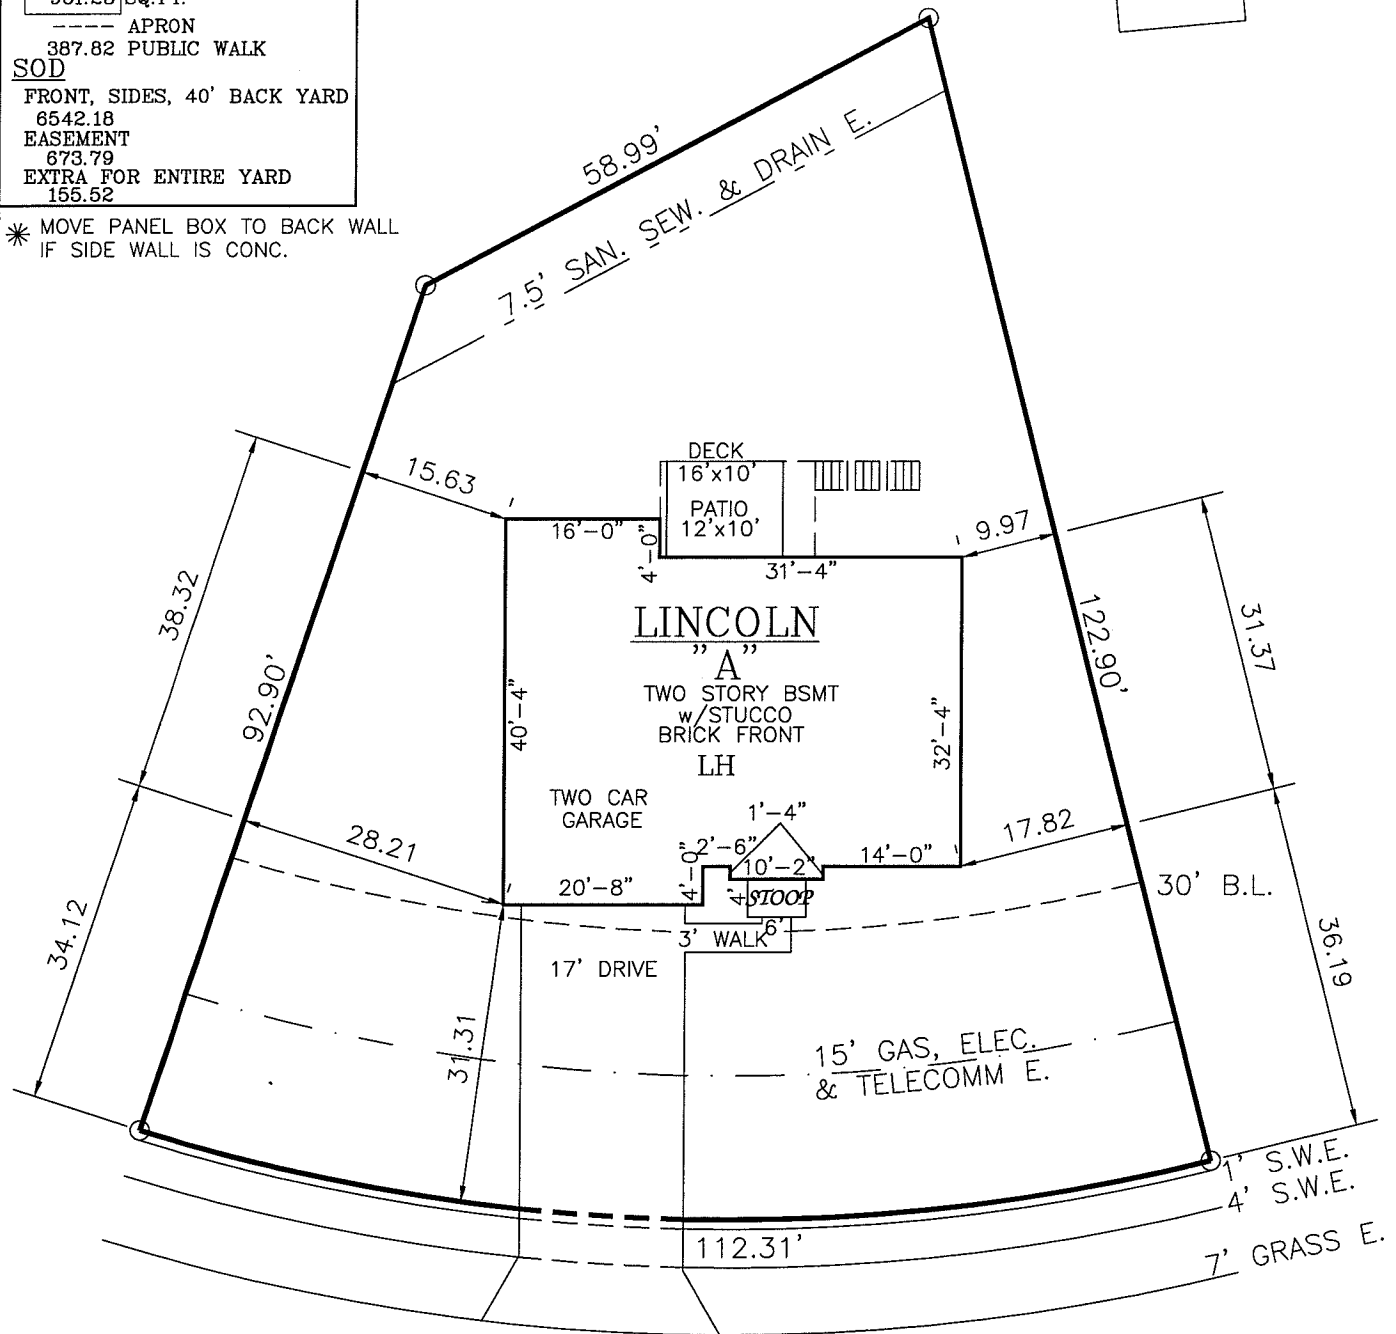 SQ.FT.
---- APRON
387.82 PUBLIC WALK
SOD
FRONT, SIDES, 40' BACK YARD
6542.18
EASEMENT
673.79
EXTRA FOR ENTIRE YARD
155.52
* MOVE PANEL BOX TO BACK WALL
IF SIDE WALL IS CONC.
58.99'
7.5' SAN. SEW. & DRAIN E.
15.63
DECK
16'x10'
PATIO
12'x10'
16'-0"
4'-0"
31'-4"
9.97
38.32
92.90'
122.90'
31.37
LINCOLN
"A"
TWO STORY BSMT
w/STUCCO
BRICK FRONT
LH
40'-4"
32'-4"
TWO CAR
GARAGE
1'-4"
2'-6"
10'-2"
14'-0"
17.82
28.21
20'-8"
4'-0"
4'
STOOP
6'
3' WALK
30' B.L.
34.12
36.19
17' DRIVE
31.31
15' GAS, ELEC.
& TELECOMM E.
1' S.W.E.
4' S.W.E.
7' GRASS E.
112.31'